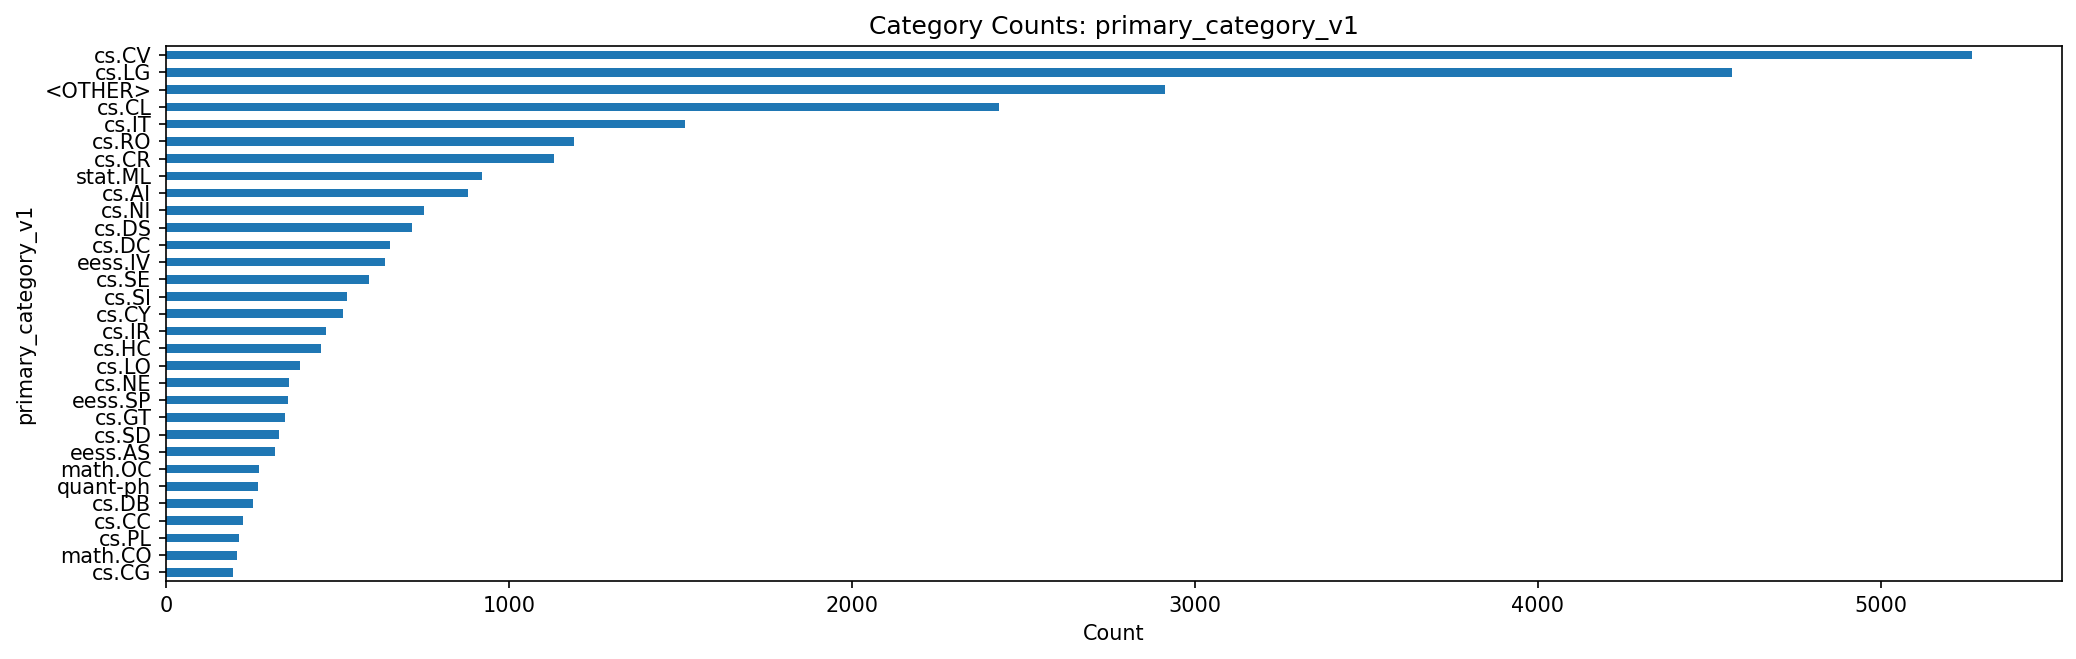 Category Counts: primary_category_v1
cs.CV
cs.LG
<OTHER>
cs.CL
cs.IT
cs.RO
cs.CR
stat.ML
cs.AI
cs.NI
cs.DS
cs.DC
eess.IV
cs.SE
cs.SI
cs.CY
cs.IR
cs.HC
cs.LO
cs.NE
eess.SP
cs.GT
cs.SD
eess.AS
math.OC
quant-ph
cs.DB
cs.CC
cs.PL
math.CO
cs.CG
primary_category_v1
0 1000 2000 3000 4000 5000
Count